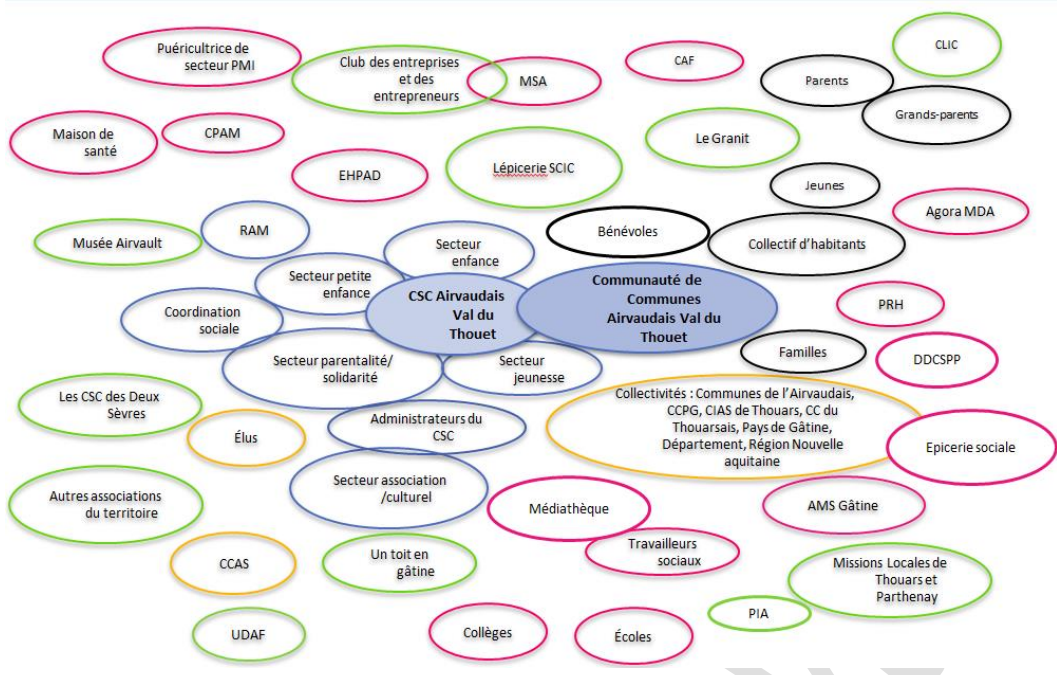 Puéricultrice de
secteur PMI
Club des entreprises
et des
entrepreneurs
MSA
CAF
CLIC
Parents
Grands-parents
Maison de
santé
CPAM
EHPAD
Lépicerie SCIC
Le Granit
Jeunes
Agora MDA
Musée Airvault
RAM
Secteur
enfance
Bénévoles
Collectif d'habitants
Secteur petite
enfance
CSC Airvaudais
Val du
Thouet
Communauté de
Communes
Airvaudais Val du
Thouet
Coordination
sociale
PRH
Secteur parentalité/
solidarité
Secteur
jeunesse
Familles
DDCSPP
Les CSC des Deux
Sèvres
Élus
Administrateurs du
CSC
Collectivités : Communes de l'Airvaudais,
CCPG, CIAS de Thouars, CC du
Thouarsais, Pays de Gâtine,
Département, Région Nouvelle
aquitaine
Epicerie sociale
Autres associations
du territoire
Secteur association
/culturel
Médiathèque
AMS Gâtine
CCAS
Un toit en
gâtine
Travailleurs
sociaux
Missions Locales de
Thouars et
Parthenay
UDAF
Collèges
Écoles
PIA